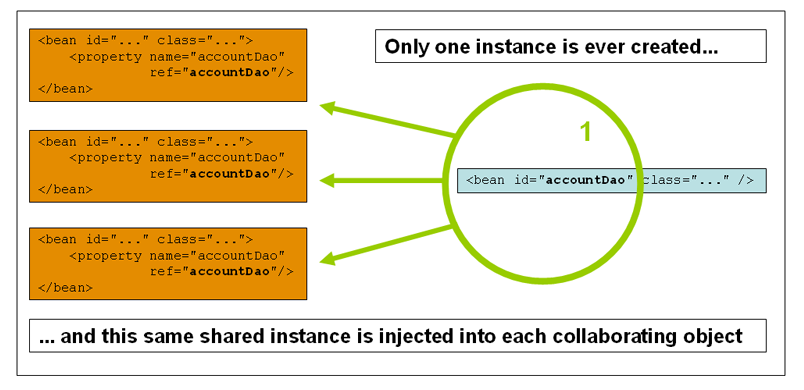 <bean id="..." class="...">
<property name="accountDao"
ref="accountDao"/>
</bean>
Only one instance is ever created...
<bean id="..." class="...">
<property name="accountDao"
ref="accountDao"/>
</bean>
1
<bean id="accountDao" class="..." />
<bean id="..." class="...">
<property name="accountDao"
ref="accountDao"/>
</bean>
... and this same shared instance is injected into each collaborating object